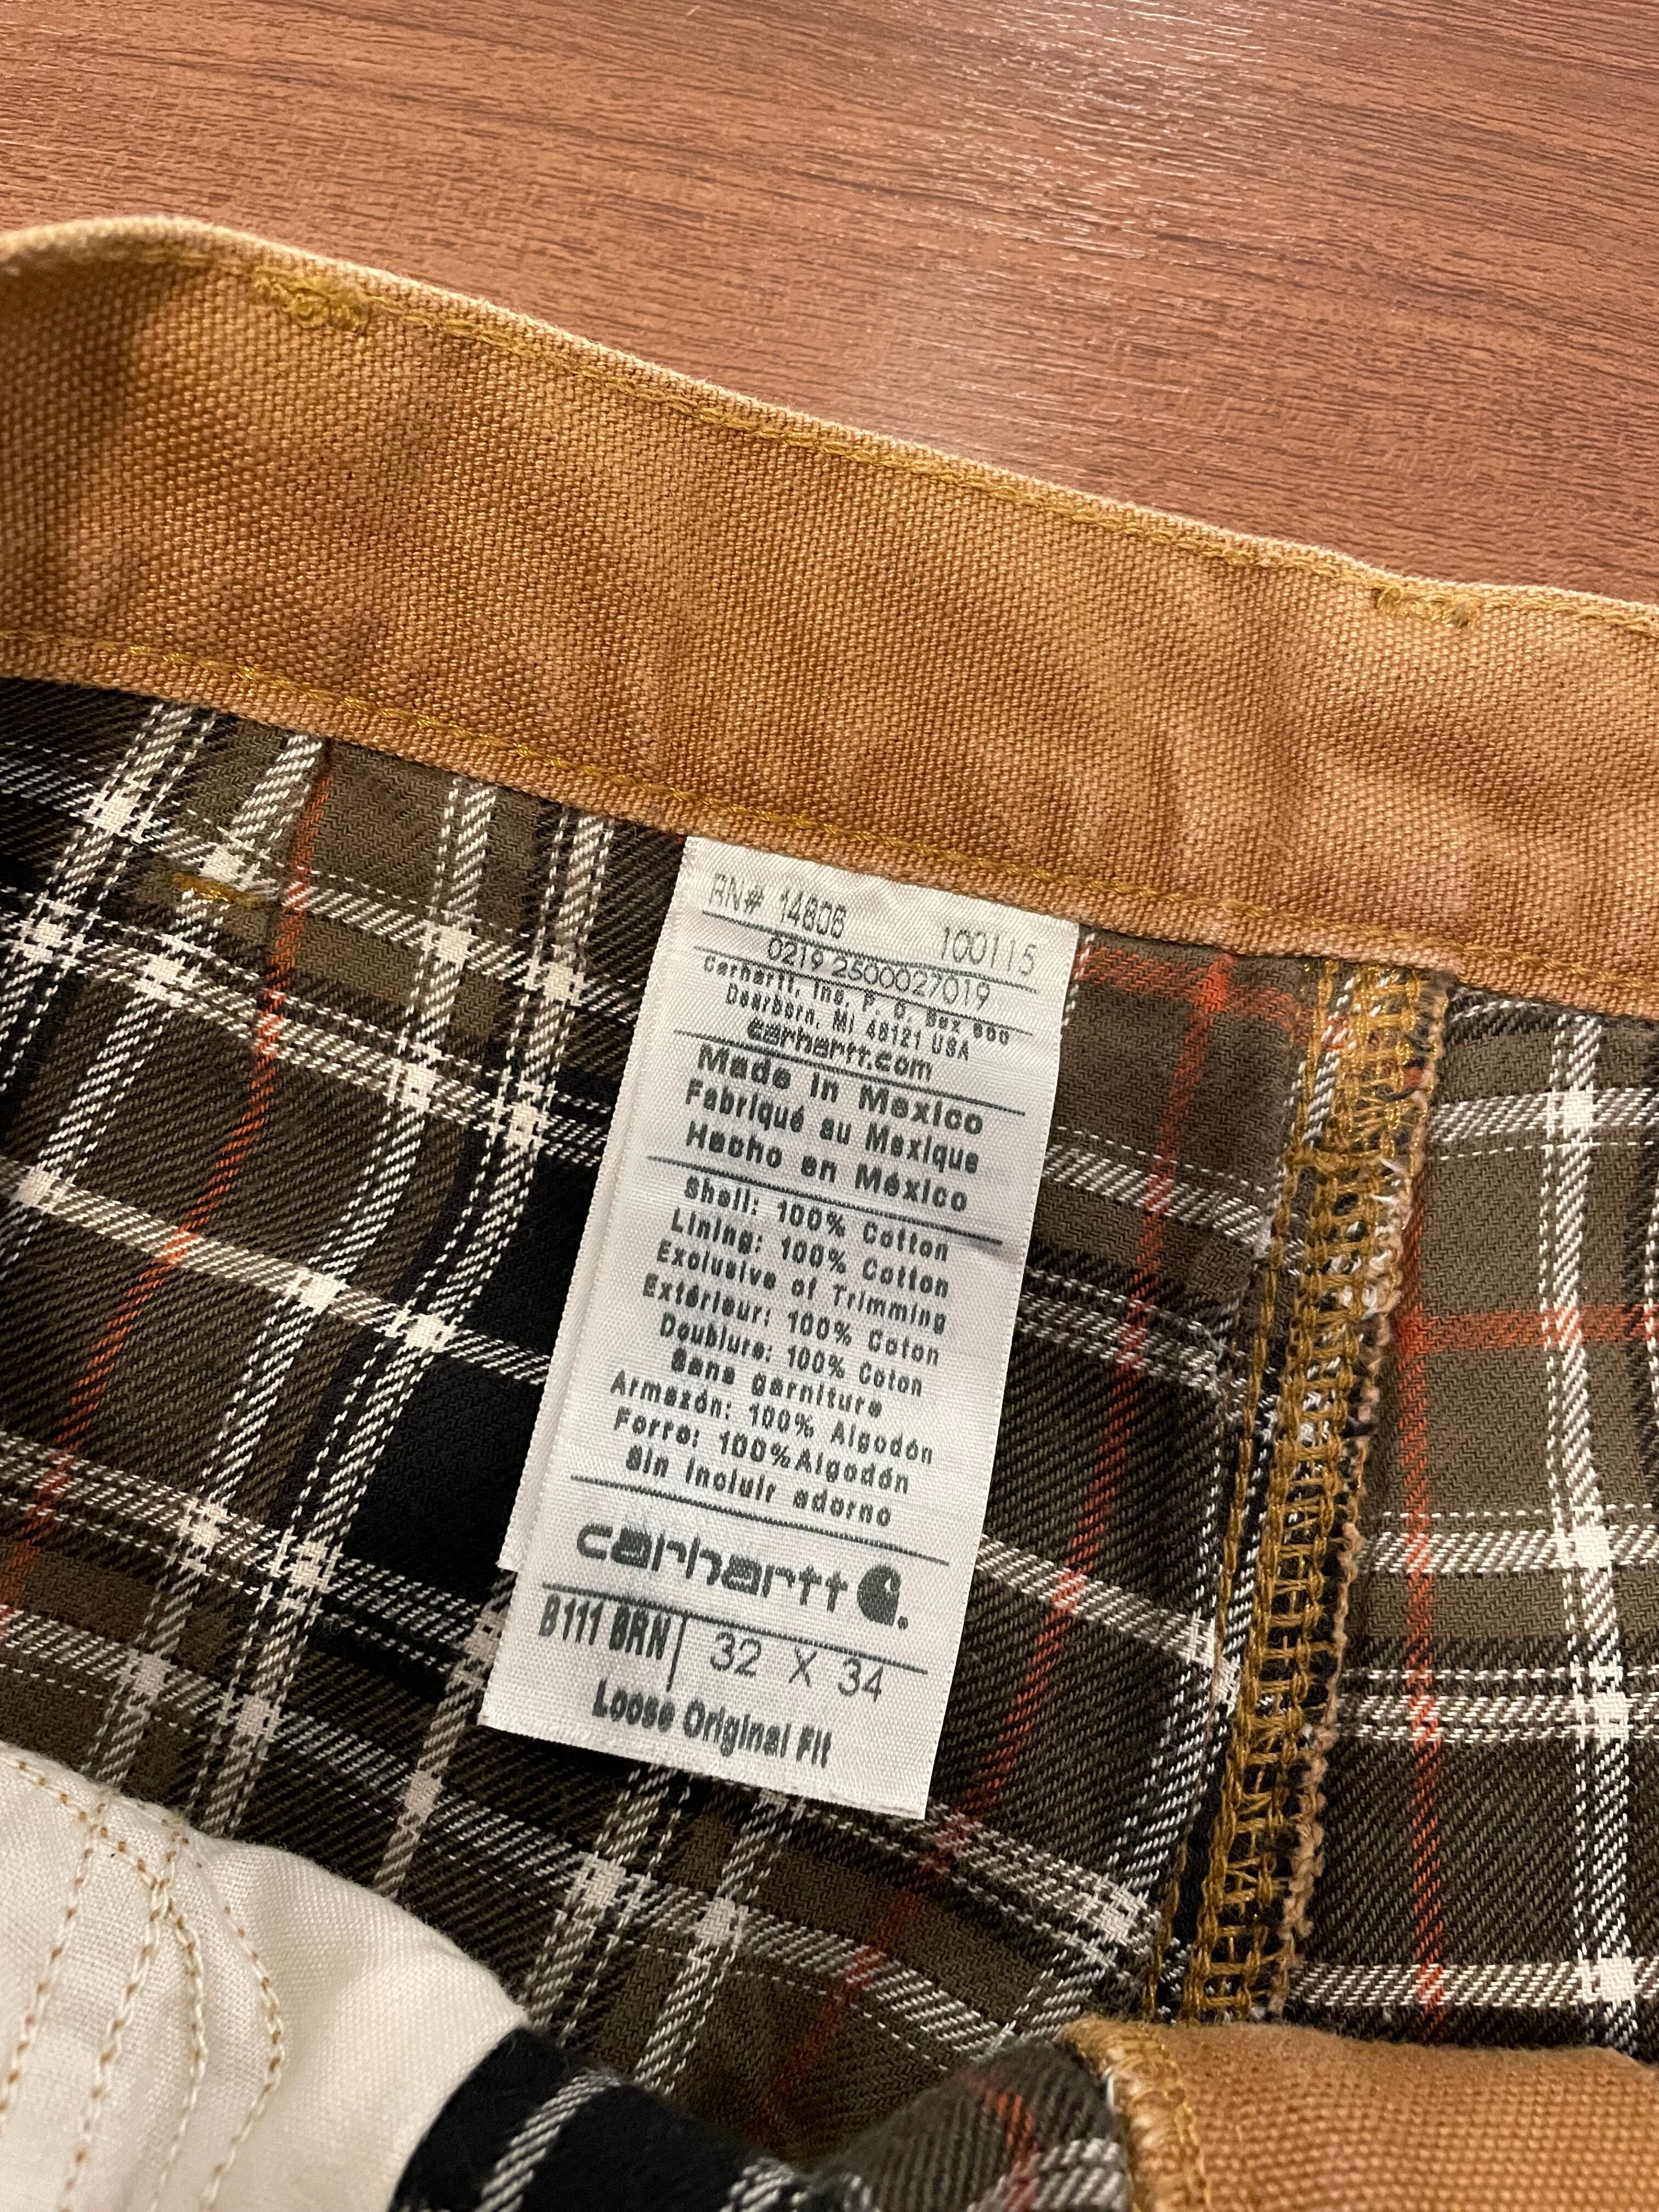 RN# 14806 100115
0219 2500027019
Carhartt, Inc. P. O. Box 600
Dearborn, MI 48121 USA
carhartt.com
Made in Mexico
Fabriqué au Mexique
Hecho en México
Shell: 100% Cotton
Lining: 100% Cotton
Exclusive of Trimming
Extérieur: 100% Coton
Doublure: 100% Coton
Sans garniture
Armazón: 100% Algodón
Forro: 100%Algodón
Sin incluir adorno
carhartt
B111 BRN 32 X 34
Loose Original Fit